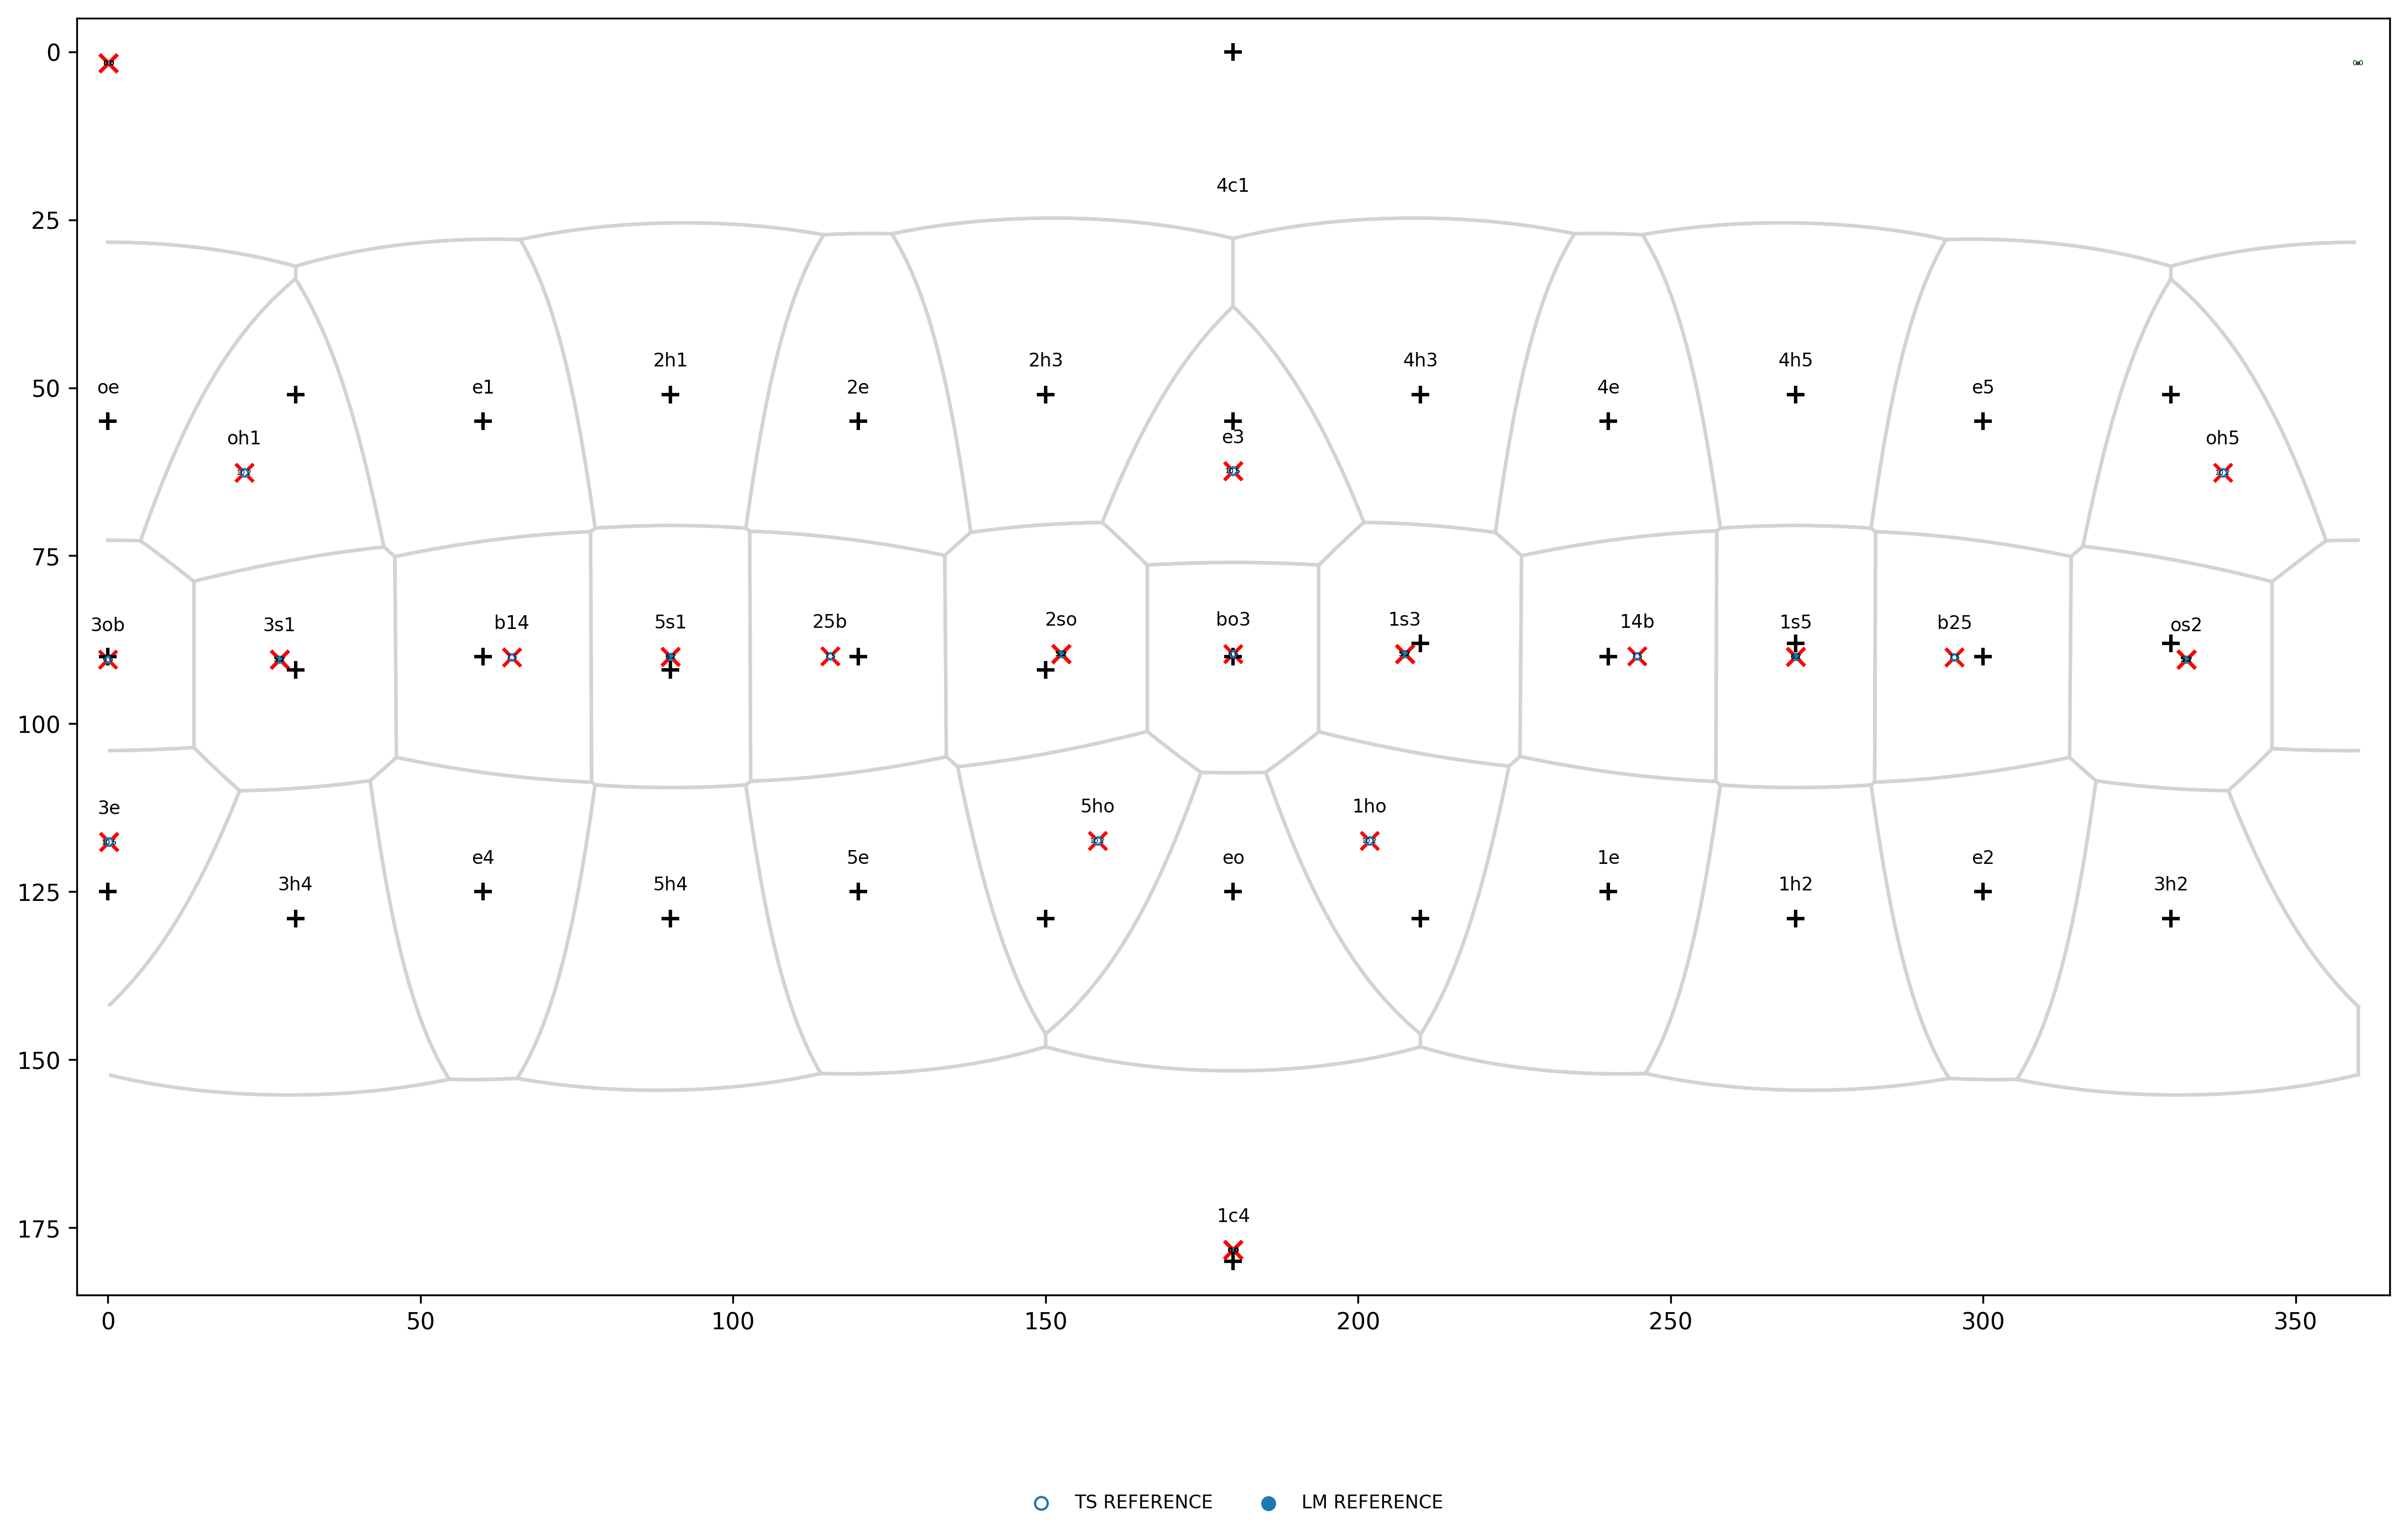 0
4c1
25
2h1 2h3 4h3 4h5
oe e1 2e 4e e5
50
oh1 e3 oh5
75
3ob 3s1 b14 5s1 25b 2so bo3 1s3 14b 1s5 b25 os2
100
3e 5ho 1ho
e4 5e eo 1e e2
125
3h4 5h4 1h2 3h2
150
1c4
175
0 50 100 150 200 250 300 350
TS REFERENCE LM REFERENCE